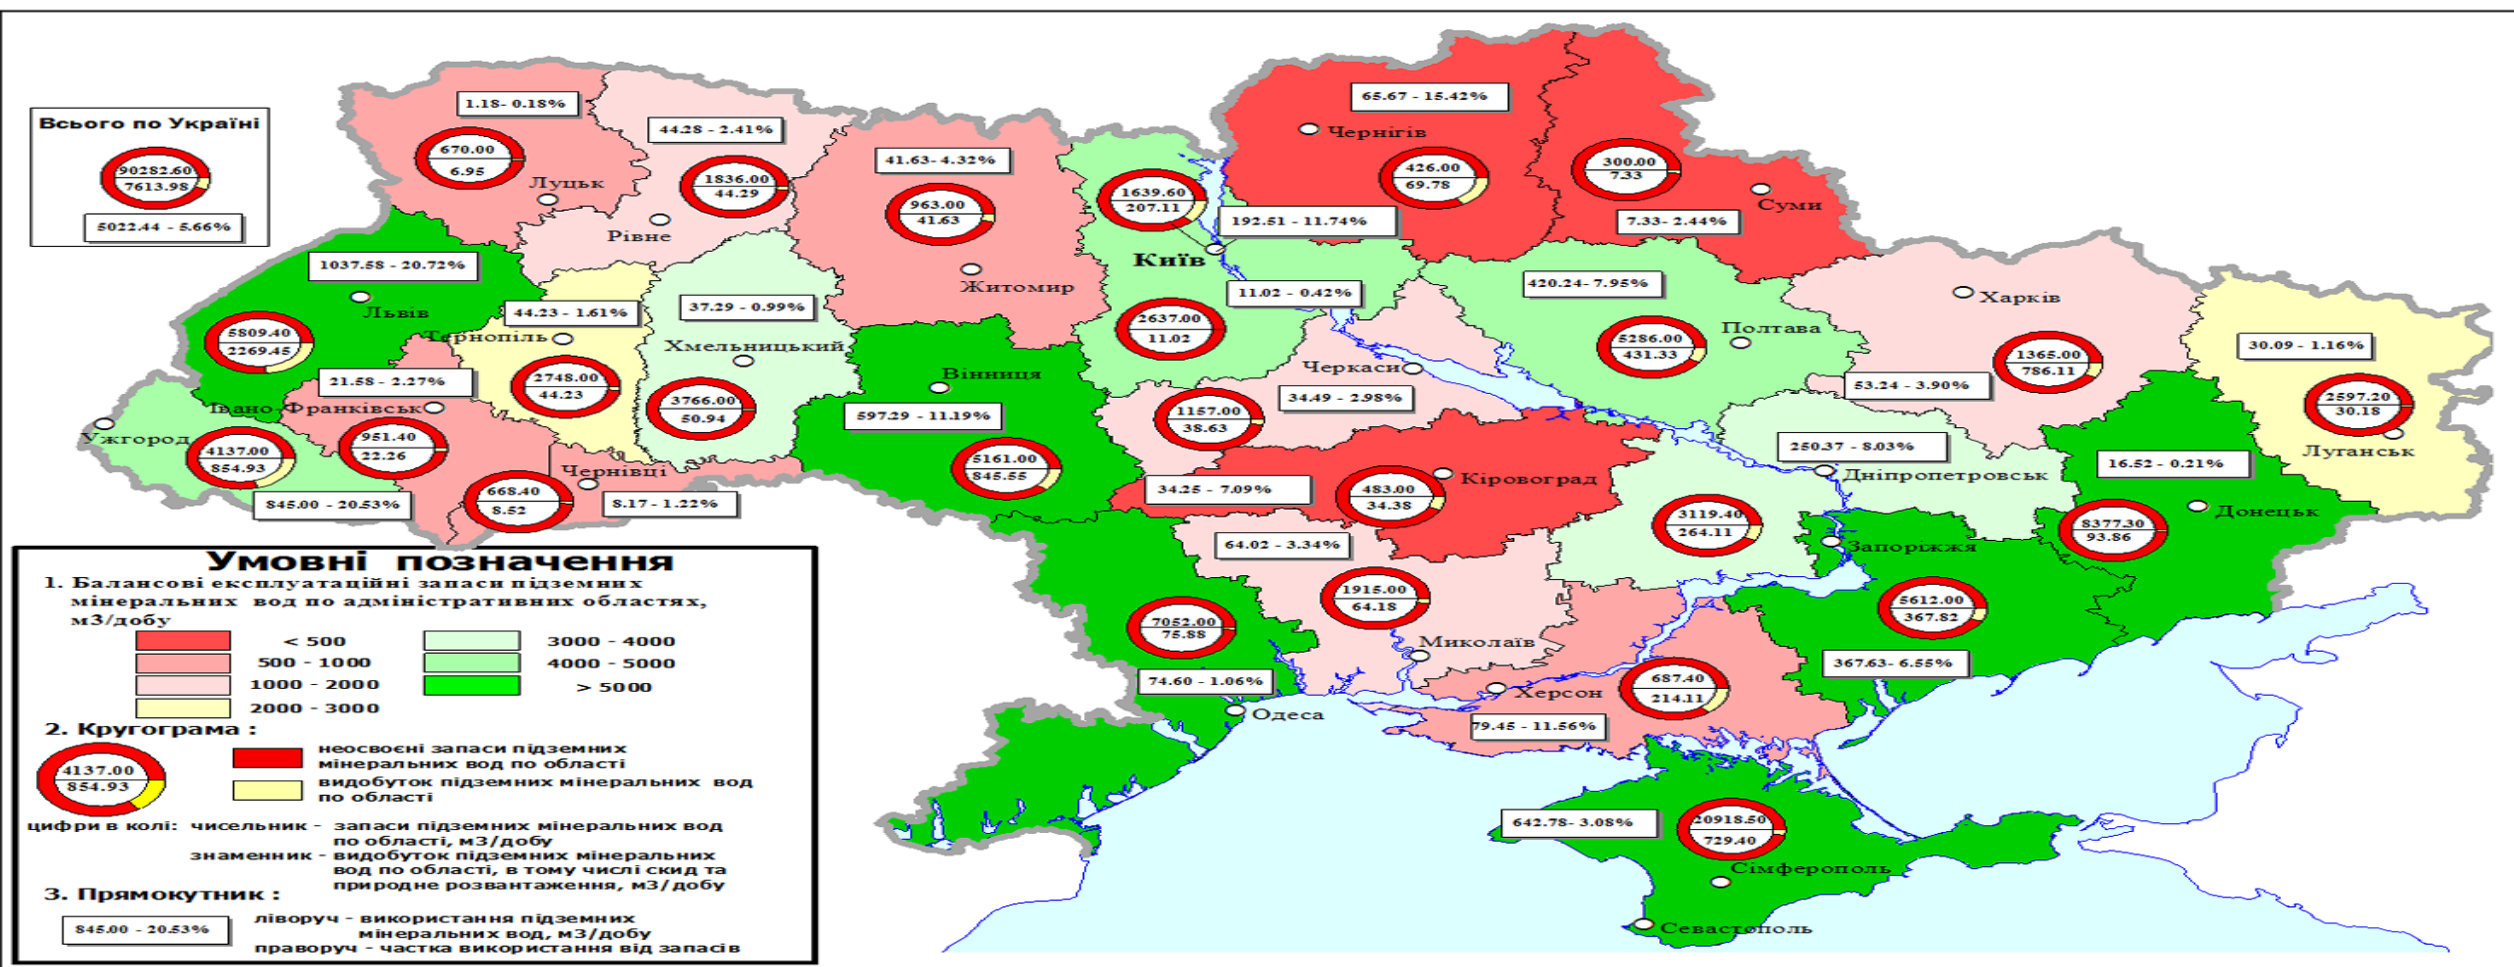 Всього по Україні
90282.60
7613.98
5022.44 - 5.66%
1.18- 0.18%
670.00
6.95
Луцьк
44.28 - 2.41%
1836.00
44.29
Рівне
41.63- 4.32%
963.00
41.63
Житомир
1639.60
207.11
192.51 - 11.74%
Київ
11.02 - 0.42%
2637.00
11.02
65.67 - 15.42%
Чернігів
426.00
69.78
300.00
7.33
Суми
7.33- 2.44%
1037.58 - 20.72%
Львів
5809.40
2269.45
44.23 - 1.61%
Тернопіль
2748.00
44.23
37.29 - 0.99%
Хмельницький
3766.00
50.94
Вінниця
597.29 - 11.19%
5161.00
845.55
21.58 - 2.27%
Івано-Франківськ
951.40
22.26
Ужгород
4137.00
854.93
845.00 - 20.53%
Чернівці
668.40
8.52
8.17 - 1.22%
Черкаси
34.49 - 2.98%
1157.00
38.63
420.24- 7.95%
Полтава
5286.00
431.33
Харків
1365.00
786.11
53.24 - 3.90%
30.09 - 1.16%
2597.20
30.18
Луганськ
34.25 - 7.09%
483.00
34.38
Кіровоград
250.37 - 8.03%
Дніпропетровськ
3119.40
264.11
16.52 - 0.21%
Донецьк
8377.30
93.86
Запоріжжя
5612.00
367.82
367.63- 6.55%
64.02 - 3.34%
1915.00
64.18
Миколаїв
7052.00
75.88
74.60 - 1.06%
Одеса
687.40
214.11
Херсон
79.45 - 11.56%
642.78- 3.08%
20918.50
729.40
Сімферополь
Севастополь
Умовні позначення
1. Балансові експлуатаційні запаси підземних
мінеральних вод по адміністративних областях,
м3/добу
< 500
500 - 1000
1000 - 2000
2000 - 3000
3000 - 4000
4000 - 5000
> 5000
2. Кругограма :
4137.00
854.93
неосвоєні запаси підземних
мінеральних вод по області
видобуток підземних мінеральних вод
по області
цифри в колі: чисельник - запаси підземних мінеральних вод
по області, м3/добу
знаменник - видобуток підземних мінеральних
вод по області, в тому числі скид та
природне розвантаження, м3/добу
3. Прямокутник :
845.00 - 20.53%
ліворуч - використання підземних
мінеральних вод, м3/добу
праворуч - частка використання від запасів